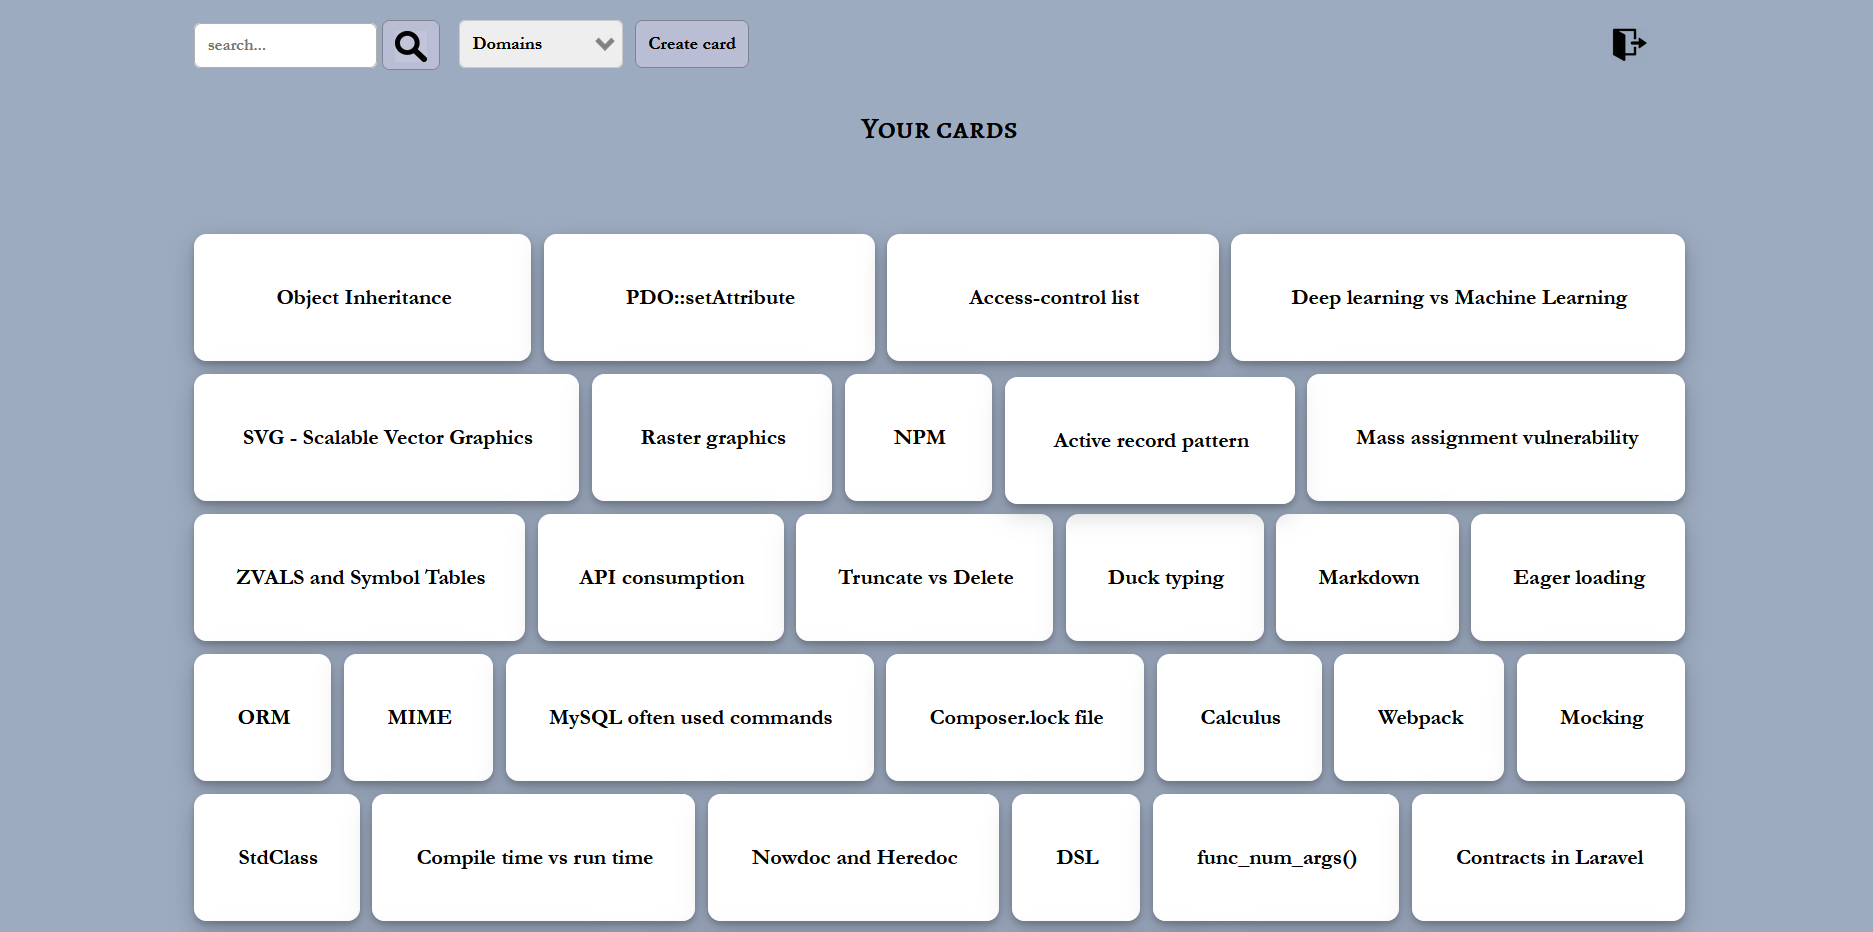 search...
Domains
Create card
Your cards
Object Inheritance
PDO::setAttribute
Access-control list
Deep learning vs Machine Learning
SVG - Scalable Vector Graphics
Raster graphics
NPM
Active record pattern
Mass assignment vulnerability
ZVALS and Symbol Tables
API consumption
Truncate vs Delete
Duck typing
Markdown
Eager loading
ORM
MIME
MySQL often used commands
Composer.lock file
Calculus
Webpack
Mocking
StdClass
Compile time vs run time
Nowdoc and Heredoc
DSL
func_num_args()
Contracts in Laravel